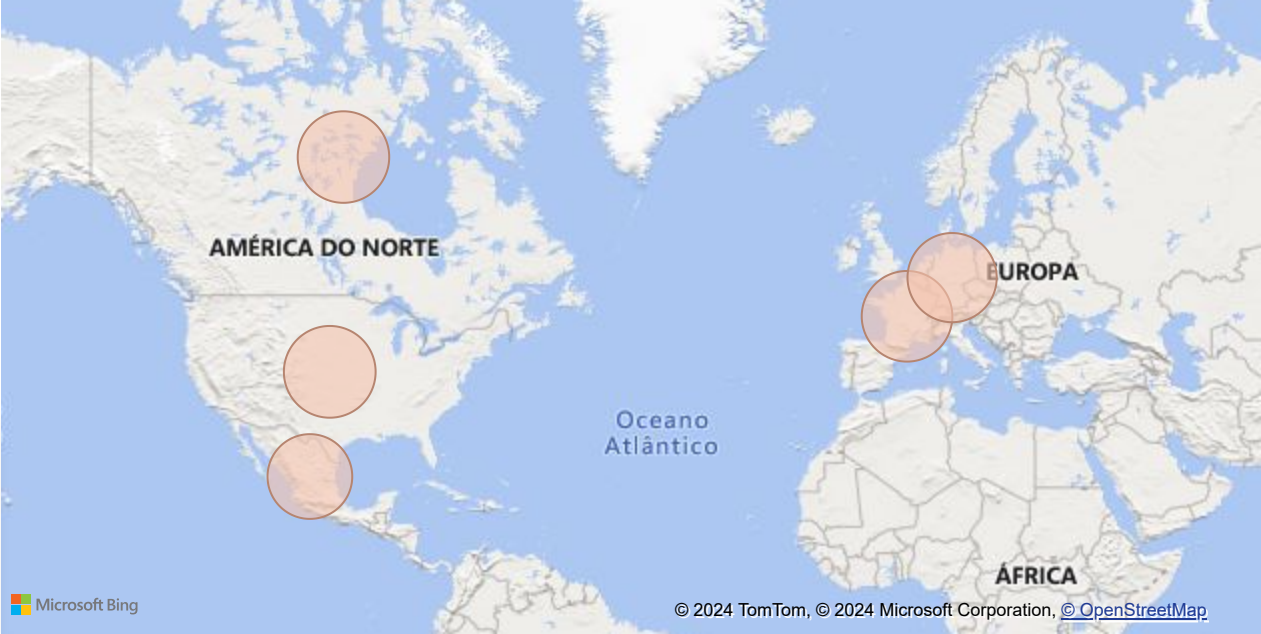 AMÉRICA DO NORTE
EUROPA
Oceano
Atlântico
ÁFRICA
Microsoft Bing
© 2024 TomTom, © 2024 Microsoft Corporation, © OpenStreetMap